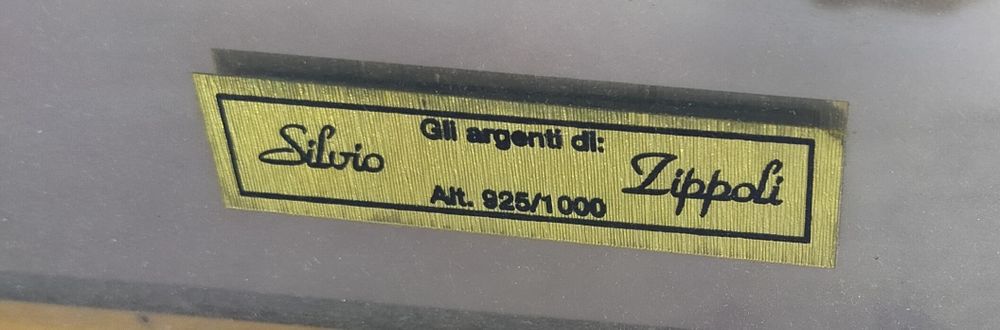 Gli argenti di:
Silvio Zippoli
Alt. 925/1000